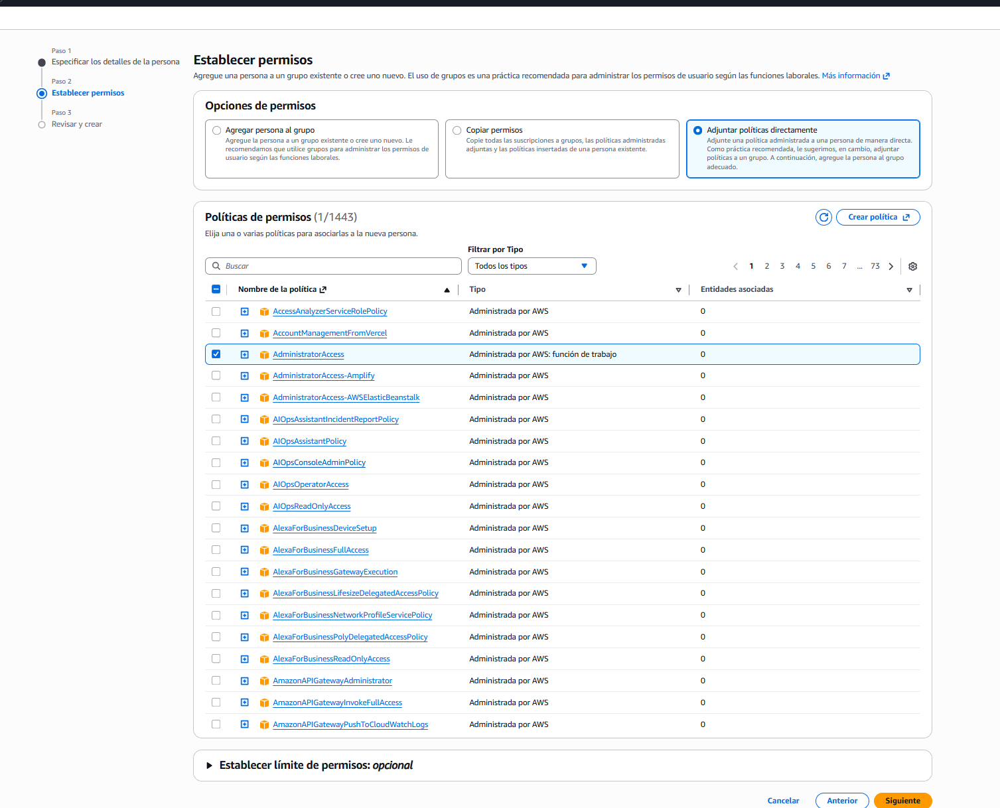 Paso 1
Especificar los detalles de la persona
Paso 2
Establecer permisos
Paso 3
Revisar y crear
Establecer permisos
Agregue una persona a un grupo existente o cree uno nuevo. El uso de grupos es una práctica recomendada para administrar los permisos de usuario según las funciones laborales. Más información
Opciones de permisos
Agregar persona al grupo
Agregue la persona a un grupo existente o cree uno nuevo. Le
recomendamos que utilice grupos para administrar los permisos de
usuario según las funciones laborales.
Copiar permisos
Copie todas las suscripciones a grupos, las políticas administradas
adjuntas y las políticas insertadas de una persona existente.
Adjuntar políticas directamente
Adjunte una política administrada a una persona de manera directa.
Como práctica recomendada, le sugerimos, en cambio, adjuntar
políticas a un grupo. A continuación, agregue la persona al grupo
adecuado.
Políticas de permisos (1/1443)
Crear política
Elija una o varias políticas para asociarlas a la nueva persona.
Filtrar por Tipo
Buscar
Todos los tipos
1 2 3 4 5 6 7 ... 73
Nombre de la política Tipo Entidades asociadas
AccessAnalyzerServiceRolePolicy Administrada por AWS 0
AccountManagementFromVercel Administrada por AWS 0
AdministratorAccess Administrada por AWS: función de trabajo 0
AdministratorAccess-Amplify Administrada por AWS 0
AdministratorAccess-AWSElasticBeanstalk Administrada por AWS 0
AIOpsAssistantIncidentReportPolicy Administrada por AWS 0
AIOpsAssistantPolicy Administrada por AWS 0
AIOpsConsoleAdminPolicy Administrada por AWS 0
AIOpsOperatorAccess Administrada por AWS 0
AIOpsReadOnlyAccess Administrada por AWS 0
AlexaForBusinessDeviceSetup Administrada por AWS 0
AlexaForBusinessFullAccess Administrada por AWS 0
AlexaForBusinessGatewayExecution Administrada por AWS 0
AlexaForBusinessLifesizeDelegatedAccessPolicy Administrada por AWS 0
AlexaForBusinessNetworkProfileServicePolicy Administrada por AWS 0
AlexaForBusinessPolyDelegatedAccessPolicy Administrada por AWS 0
AlexaForBusinessReadOnlyAccess Administrada por AWS 0
AmazonAPIGatewayAdministrator Administrada por AWS 0
AmazonAPIGatewayInvokeFullAccess Administrada por AWS 0
AmazonAPIGatewayPushToCloudWatchLogs Administrada por AWS 0
Establecer límite de permisos: opcional
Cancelar Anterior Siguiente